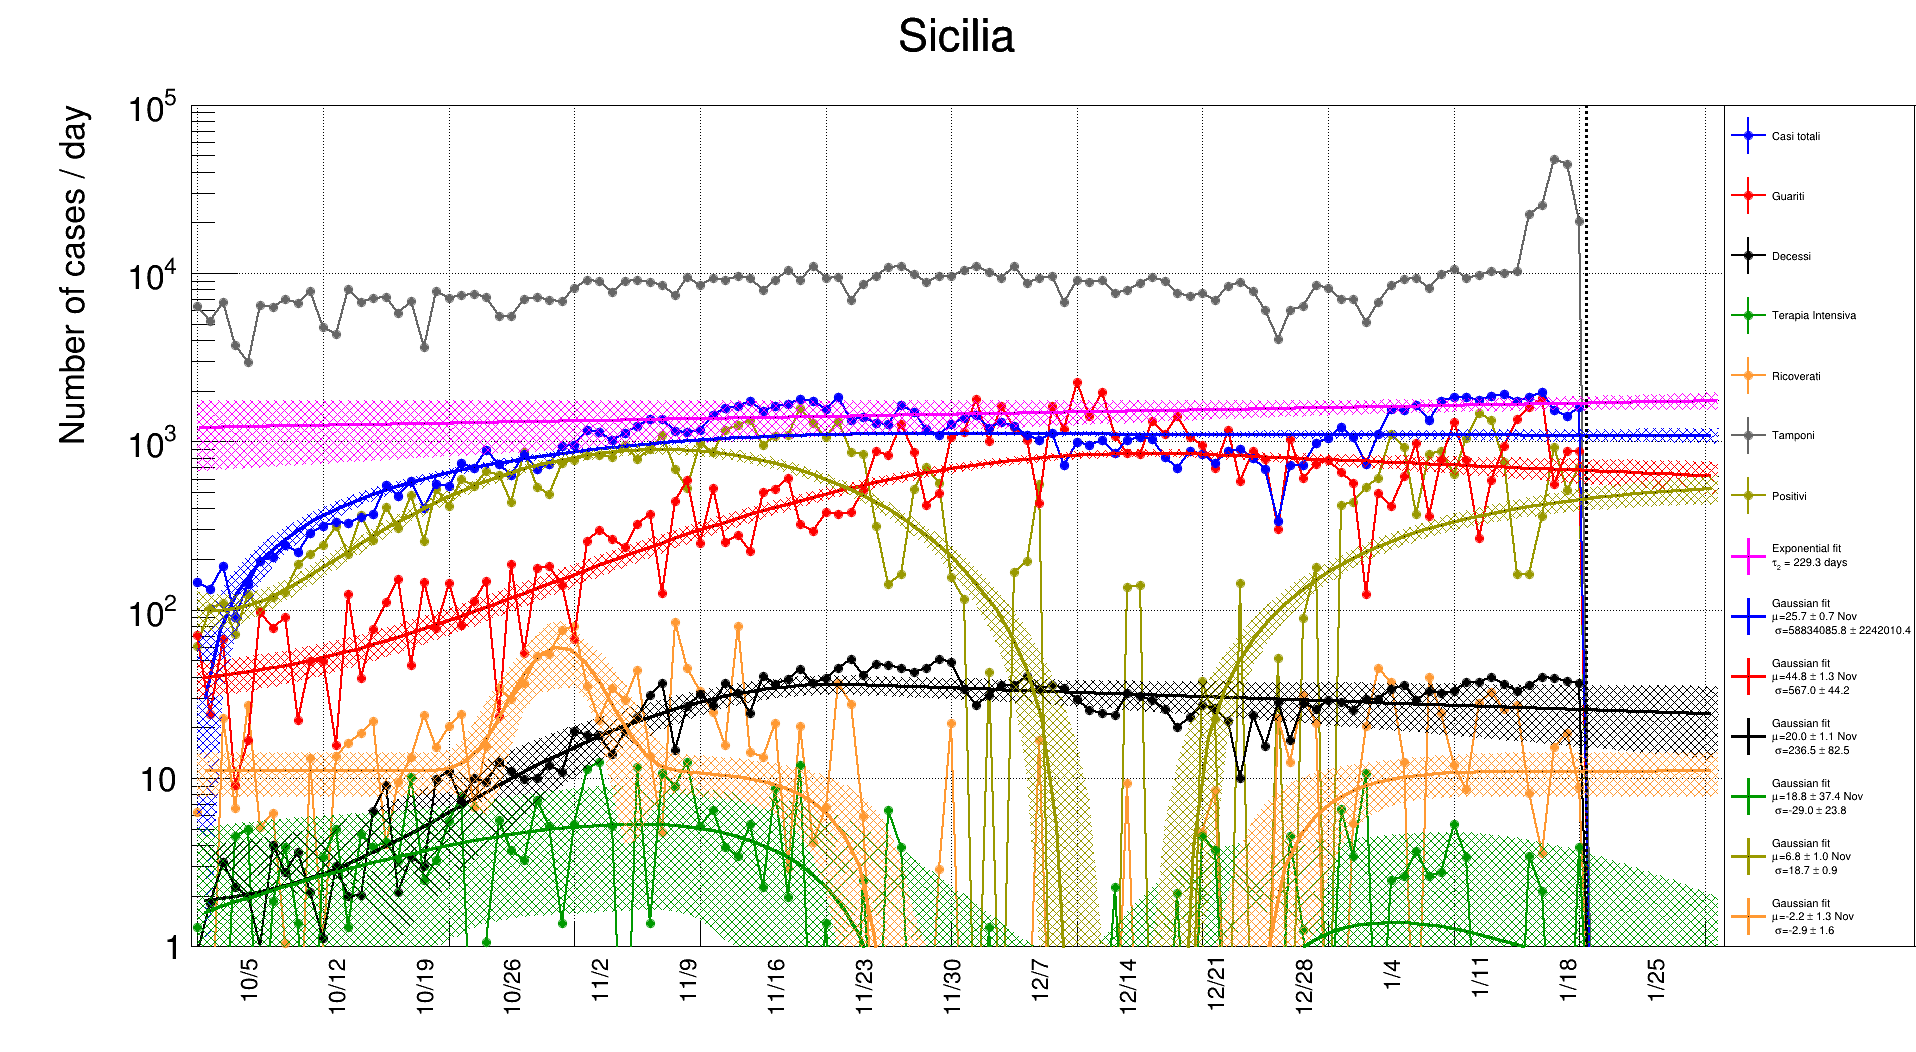 Sicilia
Number of cases / day
10^5
10^4
10^3
10^2
10
1
10/5
10/12
10/19
10/26
11/2
11/9
11/16
11/23
11/30
12/7
12/14
12/21
12/28
1/4
1/11
1/18
1/25
Casi totali
Guariti
Decessi
Terapia Intensiva
Ricoverati
Tamponi
Positivi
Exponential fit
τ₂ = 229.3 days
Gaussian fit
μ=25.7 ± 0.7 Nov
σ=58834085.8 ± 2242010.4
Gaussian fit
μ=44.8 ± 1.3 Nov
σ=567.0 ± 44.2
Gaussian fit
μ=20.0 ± 1.1 Nov
σ=236.5 ± 82.5
Gaussian fit
μ=18.8 ± 37.4 Nov
σ=-29.0 ± 23.8
Gaussian fit
μ=6.8 ± 1.0 Nov
σ=18.7 ± 0.9
Gaussian fit
μ=-2.2 ± 1.3 Nov
σ=-2.9 ± 1.6